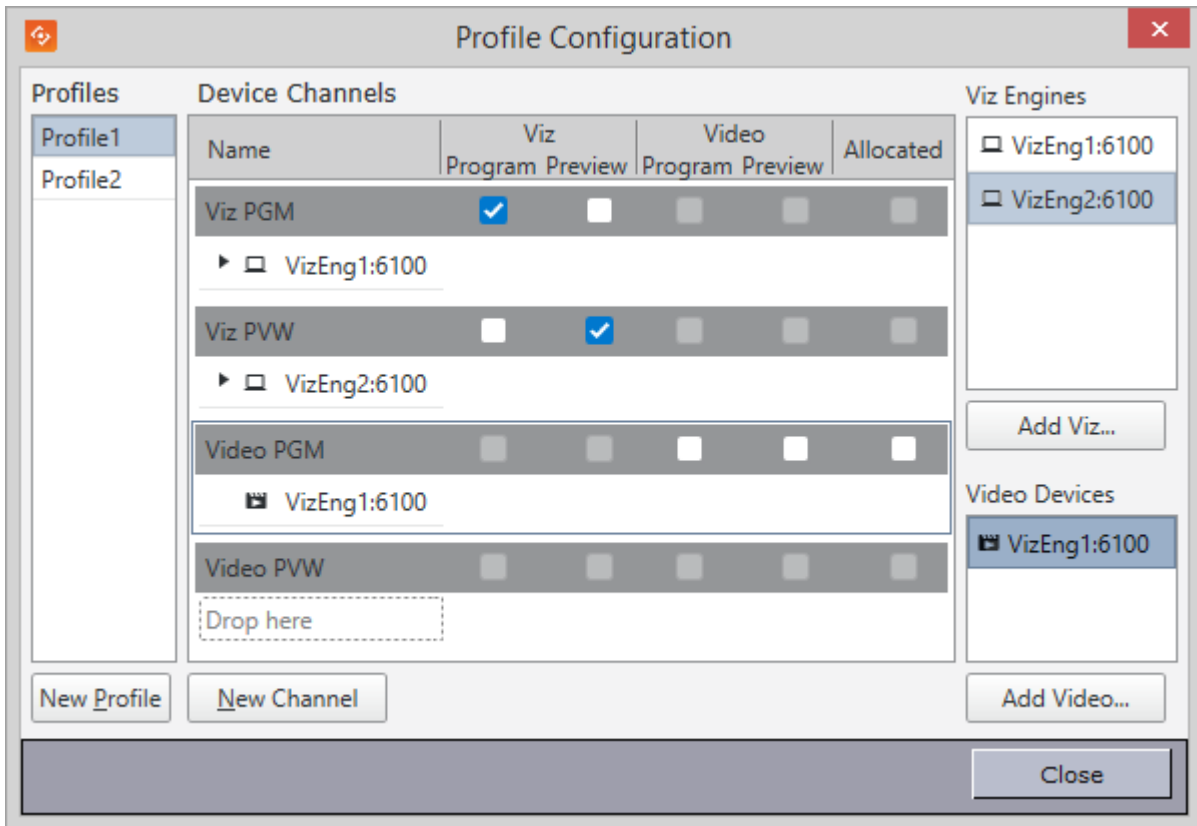 Profile Configuration
Profiles
Device Channels
Viz Engines
Profile1
Profile2
Name
Viz
Video
Allocated
Program Preview Program Preview
Viz PGM
VizEng1:6100
Viz PVW
VizEng2:6100
Video PGM
VizEng1:6100
Video PVW
Drop here
VizEng1:6100
VizEng2:6100
Add Viz...
Video Devices
VizEng1:6100
New Profile
New Channel
Add Video...
Close